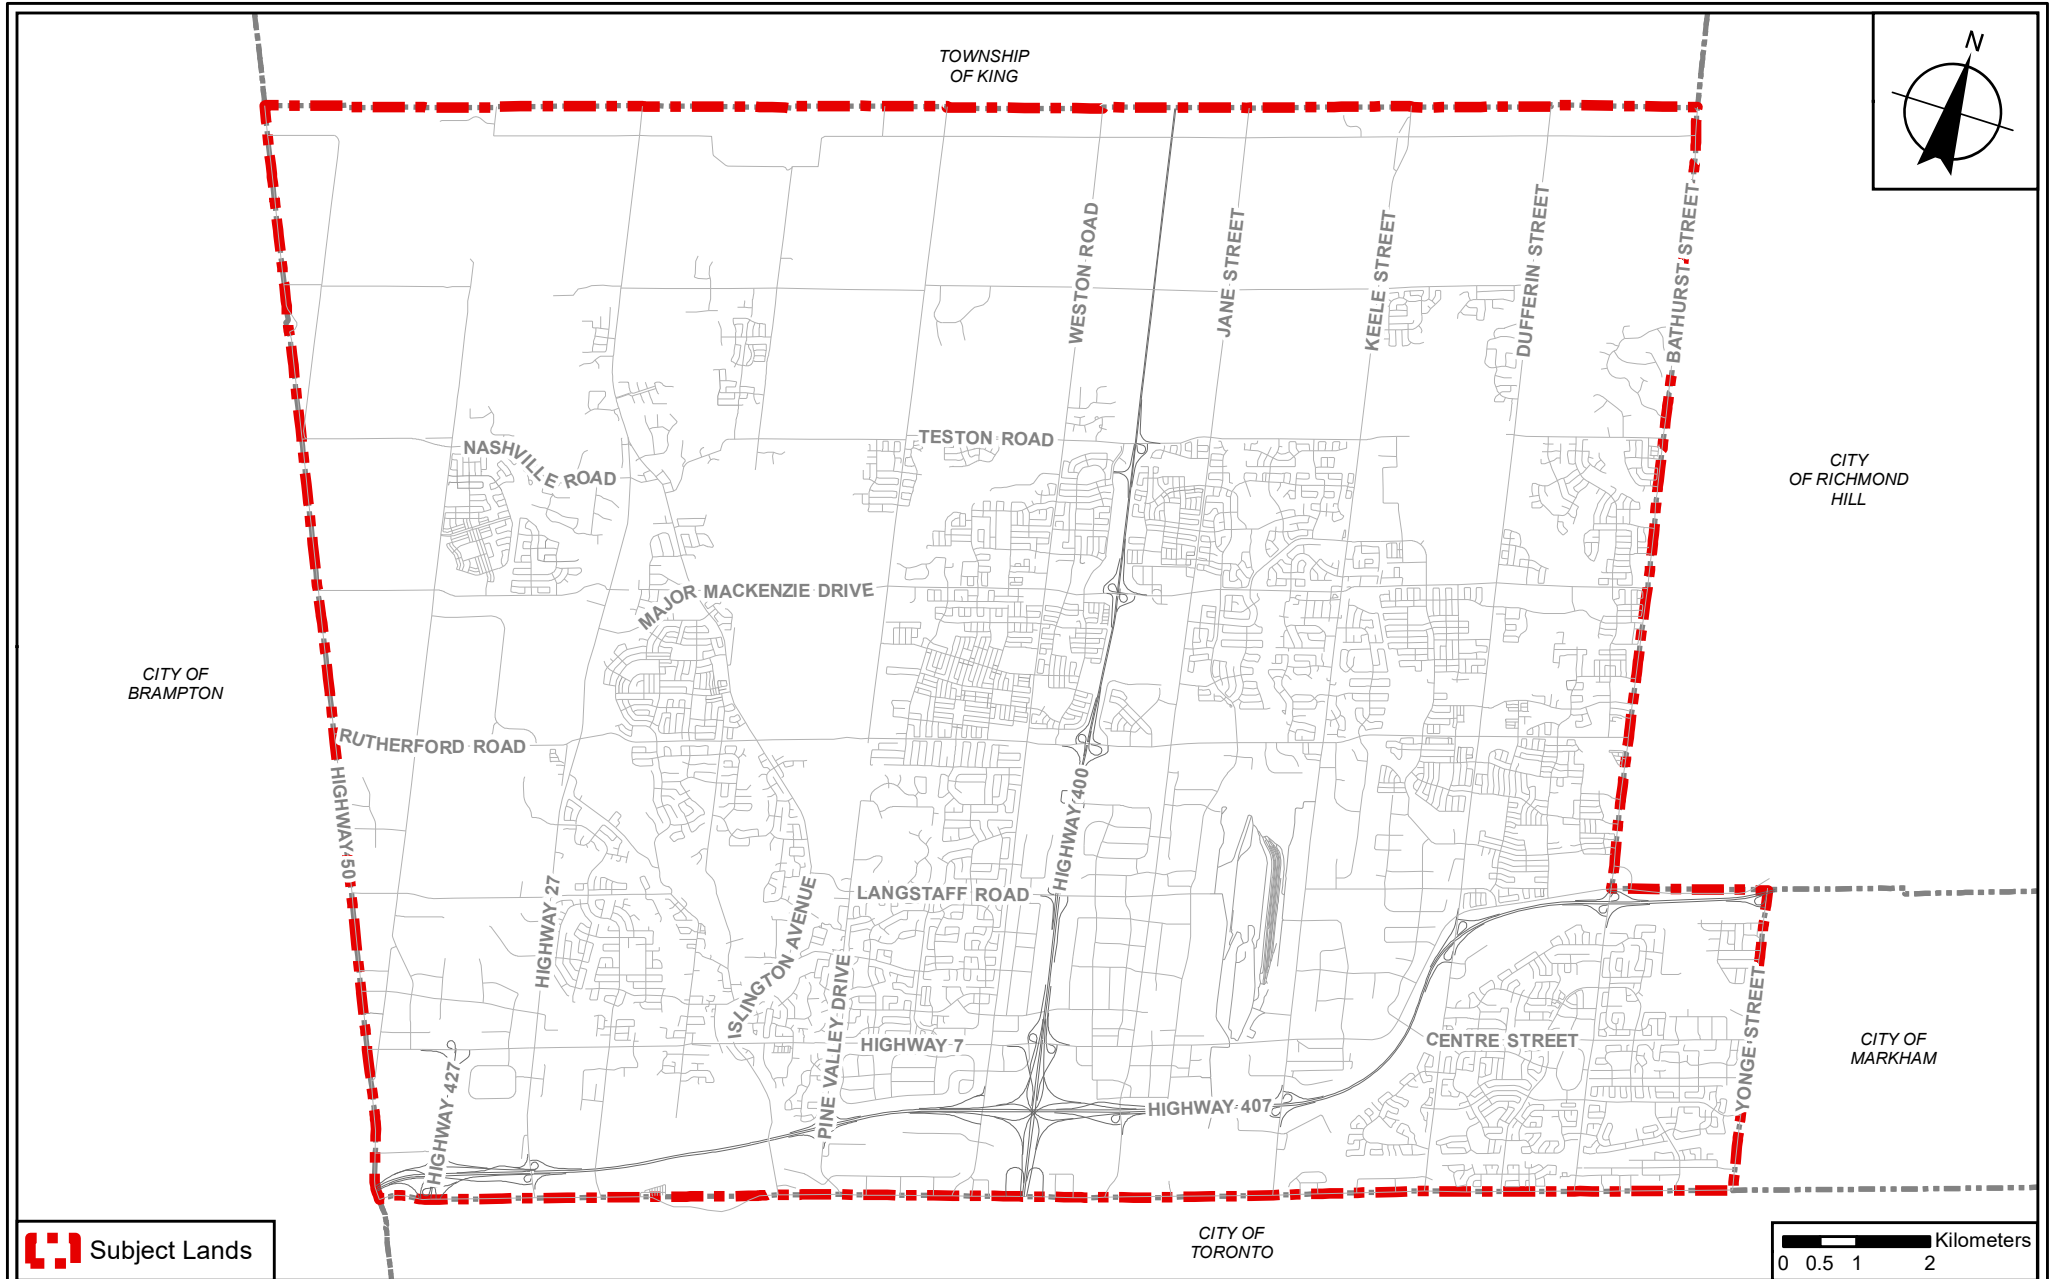 TOWNSHIP
OF KING
N
WESTON ROAD
JANE STREET
KEELE STREET
DUFFERIN STREET
BATHURST STREET
TESTON ROAD
NASHVILLE ROAD
CITY
OF RICHMOND
HILL
MAJOR MACKENZIE DRIVE
CITY OF
BRAMPTON
RUTHERFORD ROAD
HIGHWAY 50
HIGHWAY 400
HIGHWAY 27
LANGSTAFF ROAD
ISLINGTON AVENUE
PINE VALLEY DRIVE
HIGHWAY 7
CENTRE STREET
YONGE STREET
CITY OF
MARKHAM
HIGHWAY 427
HIGHWAY 407
CITY OF
TORONTO
Subject Lands
Kilometers
0 0.5 1 2